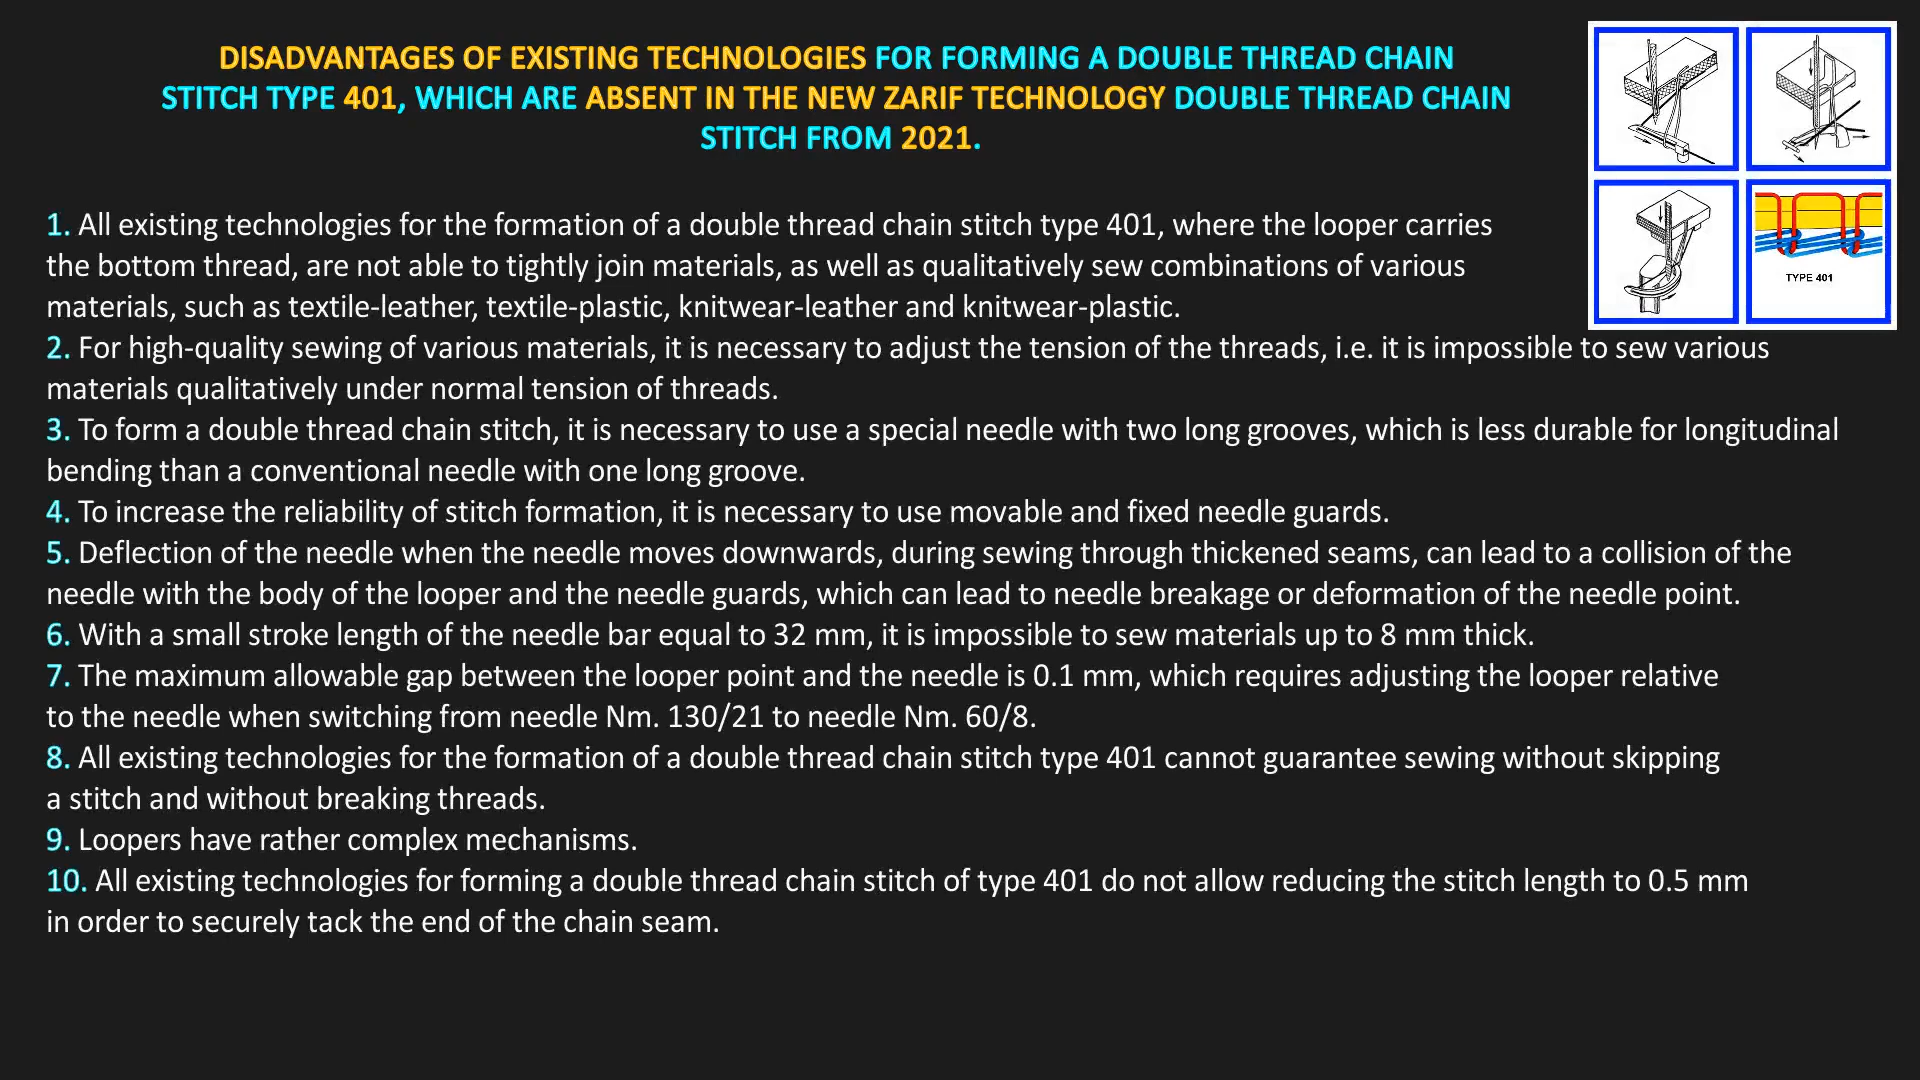 DISADVANTAGES OF EXISTING TECHNOLOGIES FOR FORMING A DOUBLE THREAD CHAIN
STITCH TYPE 401, WHICH ARE ABSENT IN THE NEW ZARIF TECHNOLOGY DOUBLE THREAD CHAIN
STITCH FROM 2021.
TYPE 401
1. All existing technologies for the formation of a double thread chain stitch type 401, where the looper carries
the bottom thread, are not able to tightly join materials, as well as qualitatively sew combinations of various
materials, such as textile-leather, textile-plastic, knitwear-leather and knitwear-plastic.
2. For high-quality sewing of various materials, it is necessary to adjust the tension of the threads, i.e. it is impossible to sew various
materials qualitatively under normal tension of threads.
3. To form a double thread chain stitch, it is necessary to use a special needle with two long grooves, which is less durable for longitudinal
bending than a conventional needle with one long groove.
4. To increase the reliability of stitch formation, it is necessary to use movable and fixed needle guards.
5. Deflection of the needle when the needle moves downwards, during sewing through thickened seams, can lead to a collision of the
needle with the body of the looper and the needle guards, which can lead to needle breakage or deformation of the needle point.
6. With a small stroke length of the needle bar equal to 32 mm, it is impossible to sew materials up to 8 mm thick.
7. The maximum allowable gap between the looper point and the needle is 0.1 mm, which requires adjusting the looper relative
to the needle when switching from needle Nm. 130/21 to needle Nm. 60/8.
8. All existing technologies for the formation of a double thread chain stitch type 401 cannot guarantee sewing without skipping
a stitch and without breaking threads.
9. Loopers have rather complex mechanisms.
10. All existing technologies for forming a double thread chain stitch of type 401 do not allow reducing the stitch length to 0.5 mm
in order to securely tack the end of the chain seam.